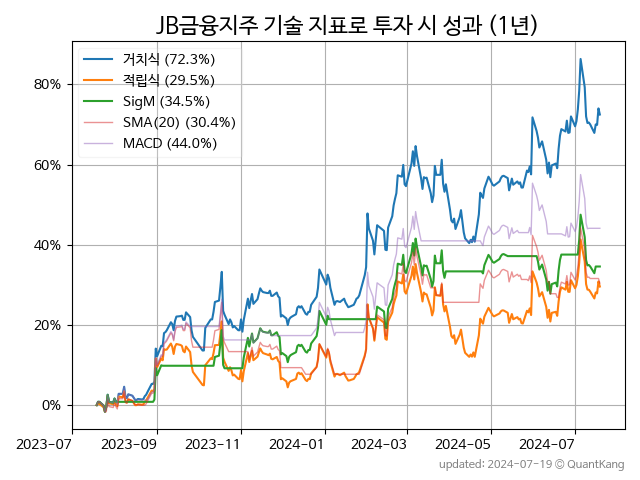 JB금융지주 기술 지표로 투자 시 성과 (1년)
거치식 (72.3%)
적립식 (29.5%)
SigM (34.5%)
SMA(20) (30.4%)
MACD (44.0%)
80%
60%
40%
20%
0%
2023-07 2023-09 2023-11 2024-01 2024-03 2024-05 2024-07
updated: 2024-07-19 @ QuantKang